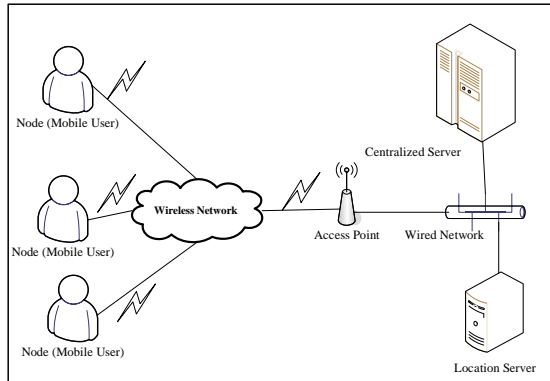 Node (Mobile User)
Centralized Server
Wireless Network
Access Point
Wired Network
Node (Mobile User)
Node (Mobile User)
Location Server